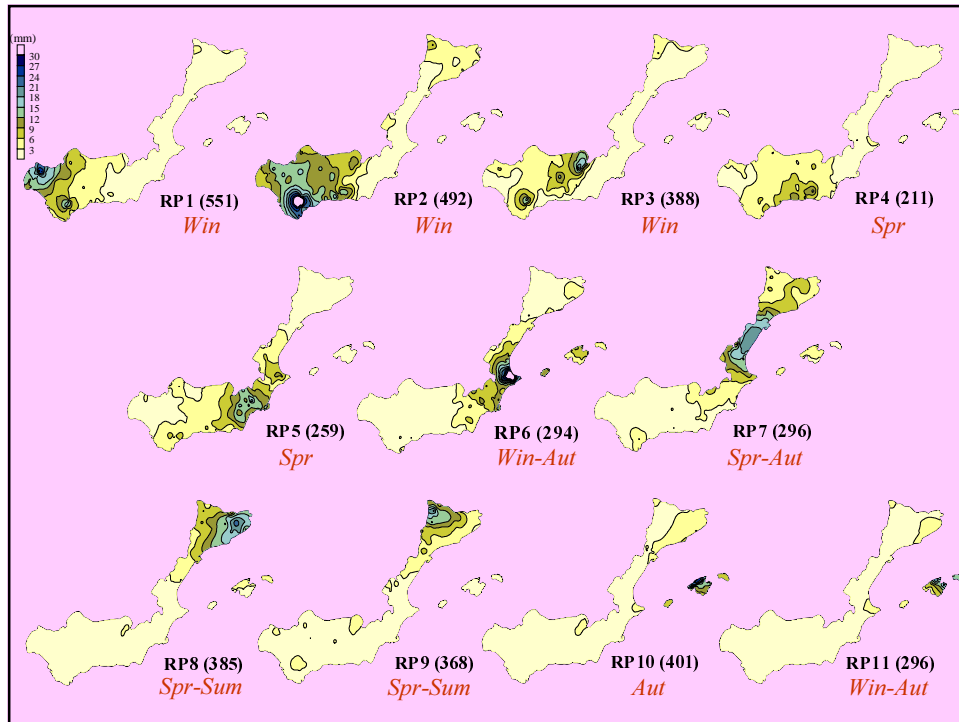 (mm)
30
27
24
21
18
15
12
9
6
3
RP1 (551)
Win
RP2 (492)
Win
RP3 (388)
Win
RP4 (211)
Spr
RP5 (259)
Spr
RP6 (294)
Win-Aut
RP7 (296)
Spr-Aut
RP8 (385)
Spr-Sum
RP9 (368)
Spr-Sum
RP10 (401)
Aut
RP11 (296)
Win-Aut